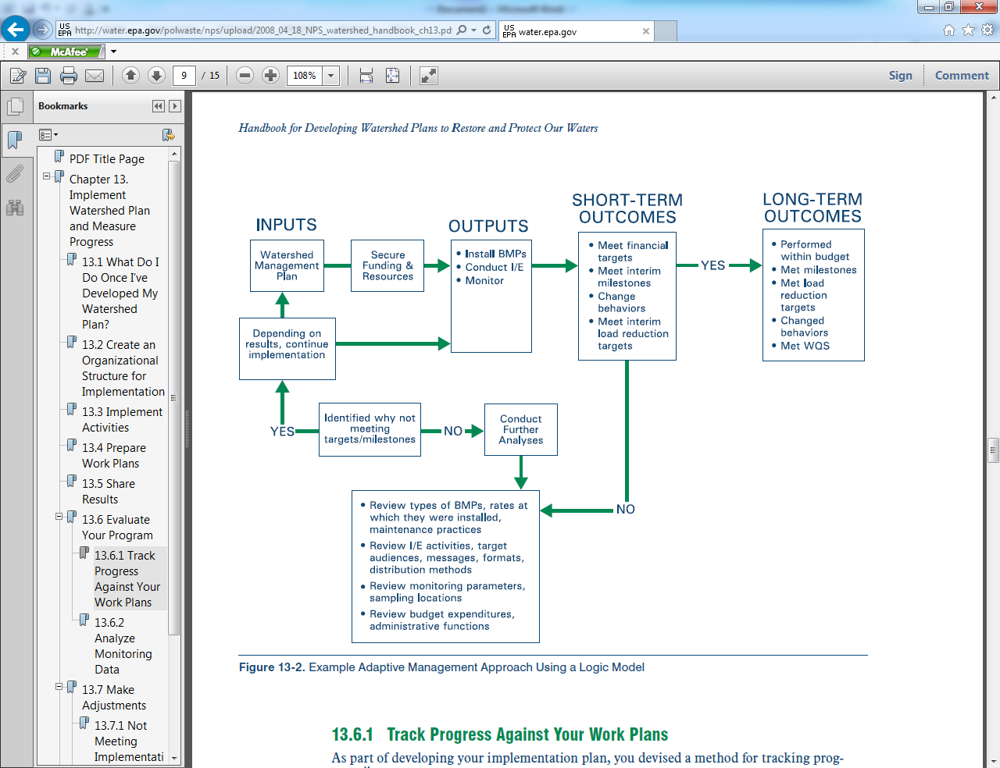 US
EPA
http://water.epa.gov/polwaste/nps/upload/2008_04_18_NPS_watershed_handbook_ch13.pdf
US
EPA
water.epa.gov
x
McAfee
9 / 15
108%
Sign
Comment
Bookmarks
PDF Title Page
Chapter 13.
Implement
Watershed Plan
and Measure
Progress
13.1 What Do I
Do Once I've
Developed My
Watershed
Plan?
13.2 Create an
Organizational
Structure for
Implementation
13.3 Implement
Activities
13.4 Prepare
Work Plans
13.5 Share
Results
13.6 Evaluate
Your Program
13.6.1 Track
Progress
Against Your
Work Plans
13.6.2
Analyze
Monitoring
Data
13.7 Make
Adjustments
13.7.1 Not
Meeting
Implementati
Handbook for Developing Watershed Plans to Restore and Protect Our Waters
INPUTS
Watershed
Management
Plan
Secure
Funding &
Resources
OUTPUTS
• Install BMPs
• Conduct I/E
• Monitor
SHORT-TERM
OUTCOMES
• Meet financial
targets
• Meet interim
milestones
• Change
behaviors
• Meet interim
load reduction
targets
YES
LONG-TERM
OUTCOMES
• Performed
within budget
• Met milestones
• Met load
reduction
targets
• Changed
behaviors
• Met WQS
Depending on
results, continue
implementation
YES
Identified why not
meeting
targets/milestones
NO
Conduct
Further
Analyses
NO
• Review types of BMPs, rates at
which they were installed,
maintenance practices
• Review I/E activities, target
audiences, messages, formats,
distribution methods
• Review monitoring parameters,
sampling locations
• Review budget expenditures,
administrative functions
Figure 13-2. Example Adaptive Management Approach Using a Logic Model
13.6.1 Track Progress Against Your Work Plans
As part of developing your implementation plan, you devised a method for tracking prog-